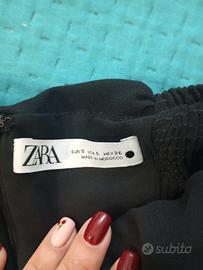 ZARA
EUR S USA S MEX 26
MADE IN MOROCCO
subito